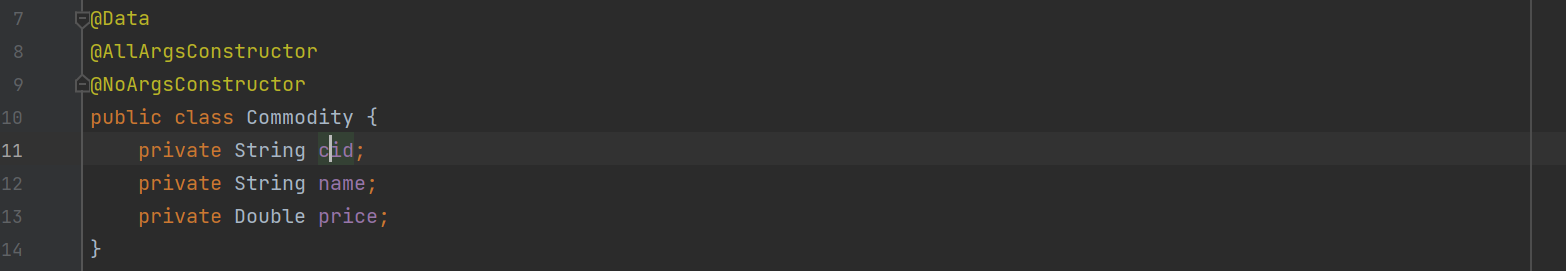 7 @Data
8 @AllArgsConstructor
9 @NoArgsConstructor
10 public class Commodity {
11 private String cid;
12 private String name;
13 private Double price;
14 }